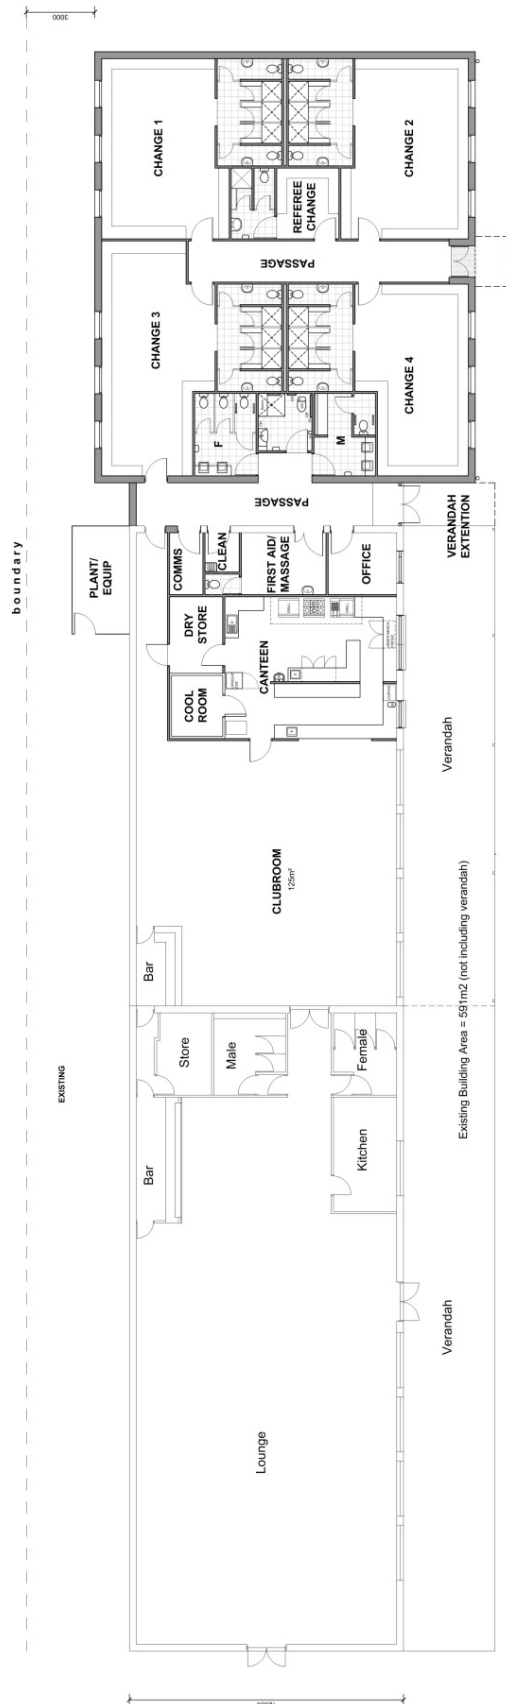 3000
boundary
CHANGE 1
CHANGE 2
REFEREE
CHANGE
PASSAGE
CHANGE 3
CHANGE 4
F
M
PASSAGE
PLANT/
EQUIP
COMMS
CLEAN
FIRST AID/
MASSAGE
OFFICE
VERANDAH
EXTENTION
DRY
STORE
COOL
ROOM
CANTEEN
Verandah
CLUBROOM
125m²
Bar
Existing Building Area = 591m2 (not including verandah)
EXISTING
Store
Male
Female
Bar
Kitchen
Verandah
Lounge